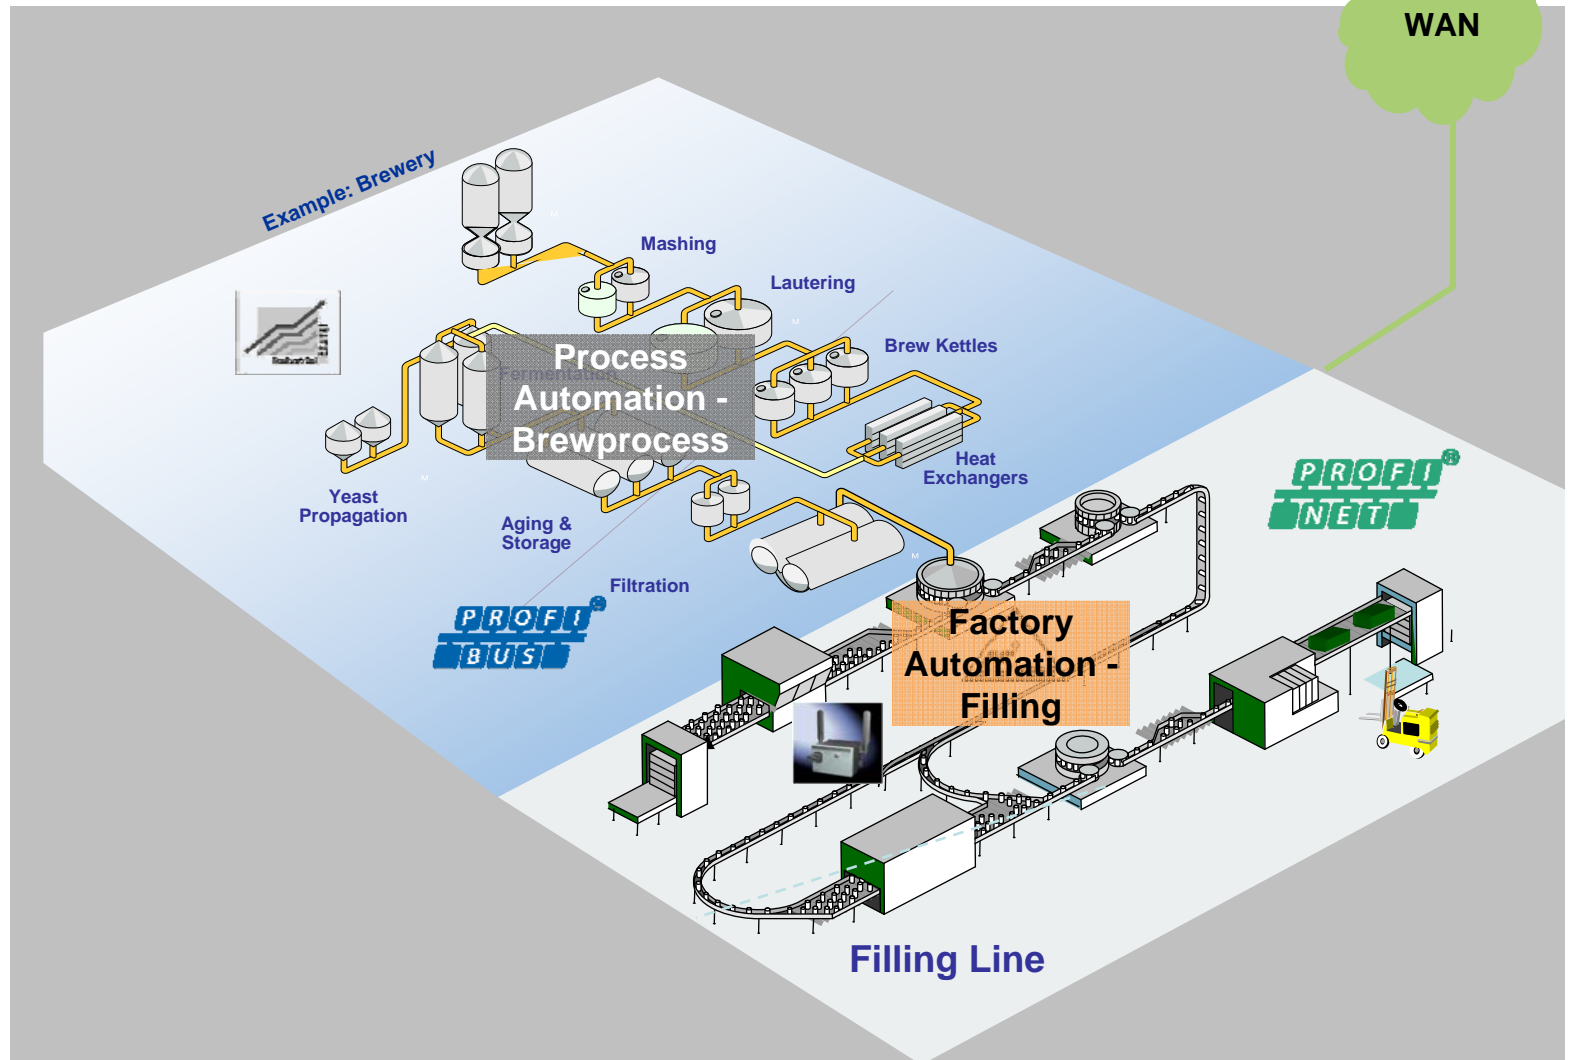 WAN
Example: Brewery
Mashing
Lautering
Brew Kettles
Process
Fermentation
Automation -
Brewprocess
Heat
Exchangers
Yeast
Propagation
Aging &
Storage
Filtration
PROFI®
BUS
PROFI®
NET
Factory
Automation -
Filling
Filling Line
M
M
M
M